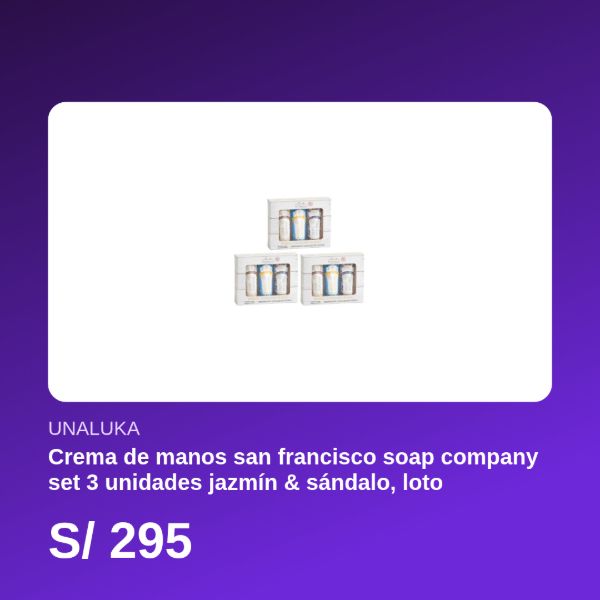 UNALUKA
Crema de manos san francisco soap company
set 3 unidades jazmín & sándalo, loto
S/ 295